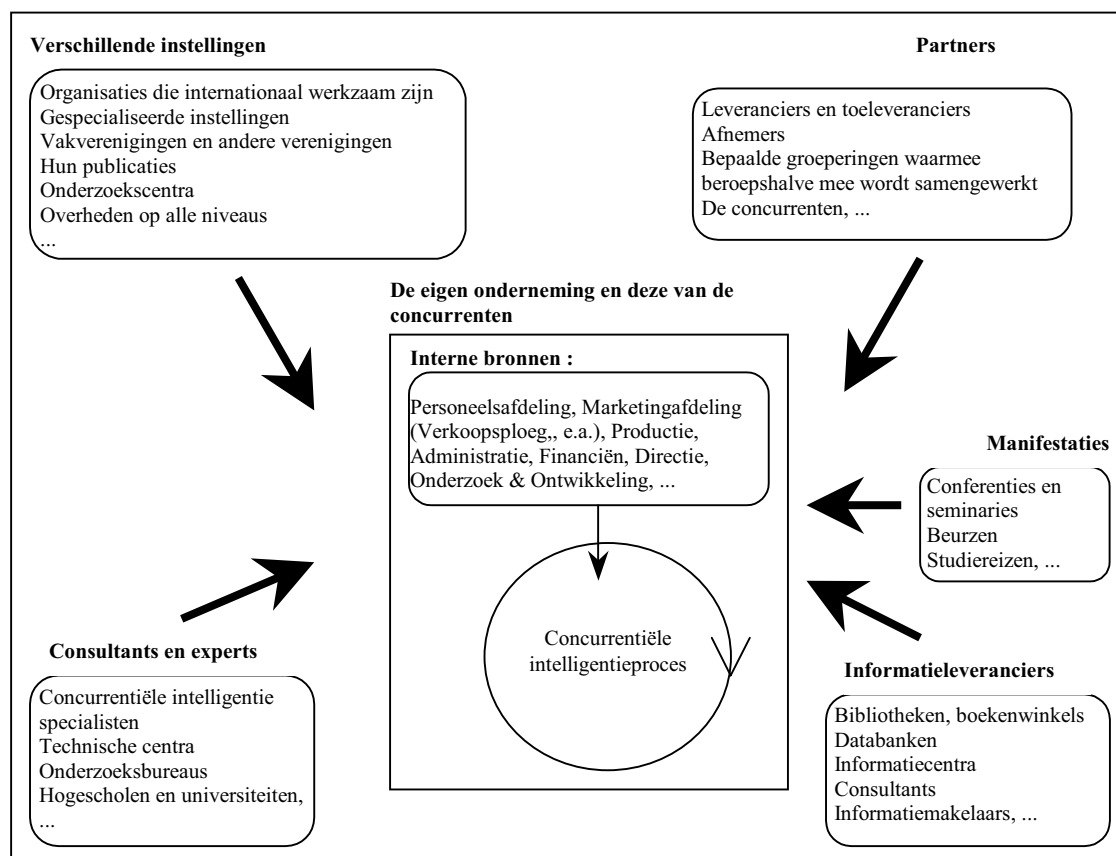 Verschillende instellingen
Organisaties die internationaal werkzaam zijn
Gespecialiseerde instellingen
Vakverenigingen en andere verenigingen
Hun publicaties
Onderzoekscentra
Overheden op alle niveaus
...
Partners
Leveranciers en toeleveranciers
Afnemers
Bepaalde groeperingen waarmee
beroepshalve mee wordt samengewerkt
De concurrenten, ...
De eigen onderneming en deze van de
concurrenten
Interne bronnen :
Personeelsafdeling, Marketingafdeling
(Verkoopsploeg,, e.a.), Productie,
Administratie, Financiën, Directie,
Onderzoek & Ontwikkeling, ...
Concurrentiële
intelligentieproces
Manifestaties
Conferenties en
seminaries
Beurzen
Studiereizen, ...
Consultants en experts
Concurrentiële intelligentie
specialisten
Technische centra
Onderzoeksbureaus
Hogescholen en universiteiten,
...
Informatieleveranciers
Bibliotheken, boekenwinkels
Databanken
Informatiecentra
Consultants
Informatiemakelaars, ...